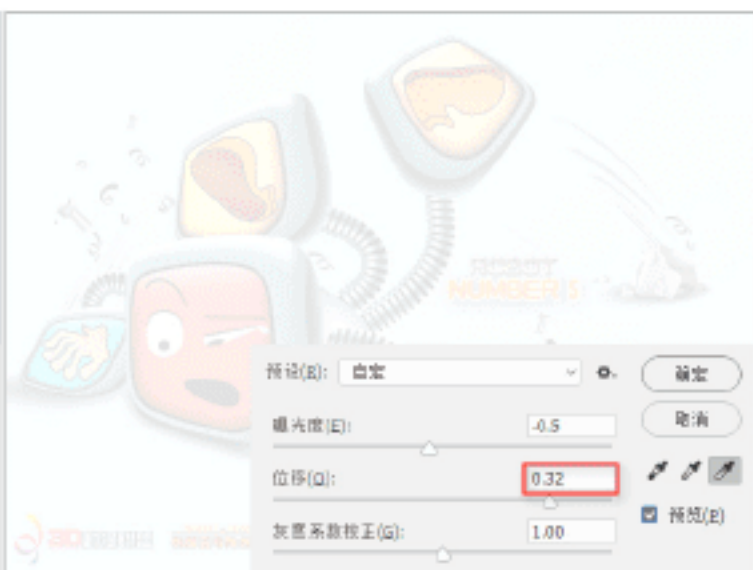 ROBOT
NUMBER 5
预设(R): 自定
确定
曝光度(E): -0.5
取消
位移(O): 0.32
预览(P)
灰度系数校正(G): 1.00